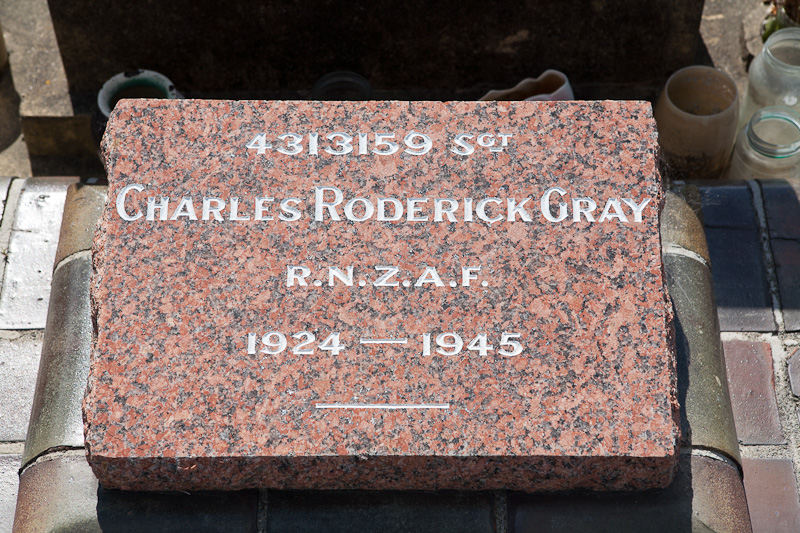 4313159 SGT
CHARLES RODERICK GRAY
R.N.Z.A.F.
1924 — 1945